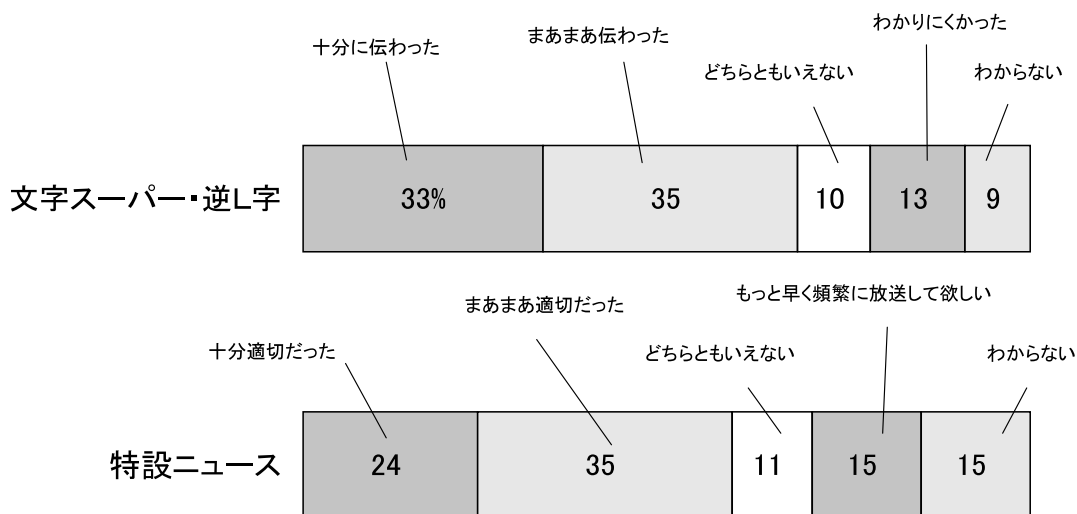 十分に伝わった
まあまあ伝わった
どちらともいえない
わかりにくかった
わからない
文字スーパー・逆L字
33%
35
10
13
9
十分適切だった
まあまあ適切だった
どちらともいえない
もっと早く頻繁に放送して欲しい
わからない
特設ニュース
24
35
11
15
15